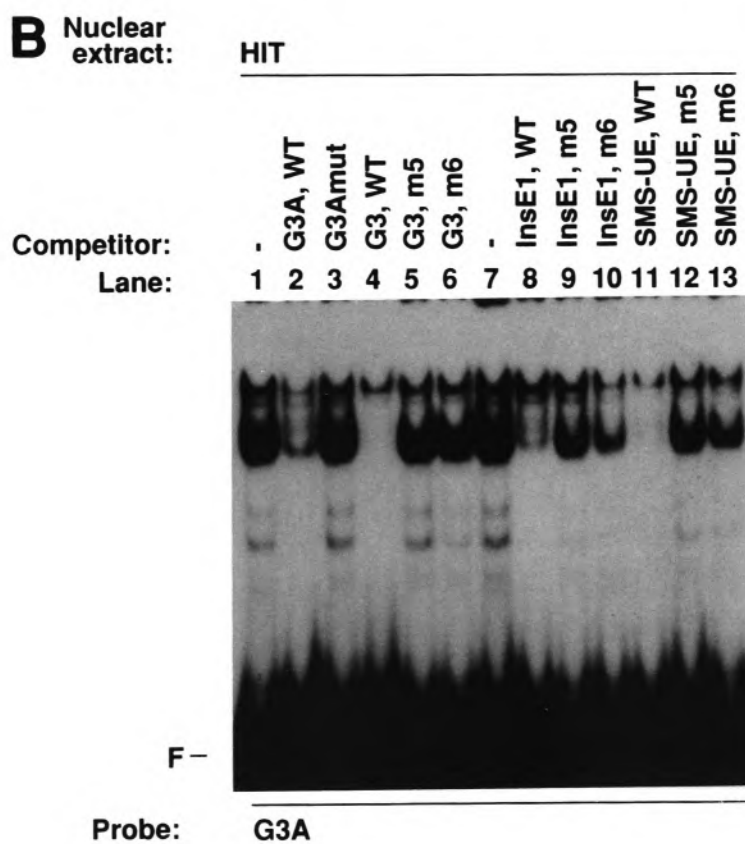 B Nuclear
extract: HIT
Competitor: - G3A, WT G3Amut G3, WT G3, m5 G3, m6 - InsE1, WT InsE1, m5 InsE1, m6 SMS-UE, WT SMS-UE, m5 SMS-UE, m6
Lane: 1 2 3 4 5 6 7 8 9 10 11 12 13
F –
Probe: G3A